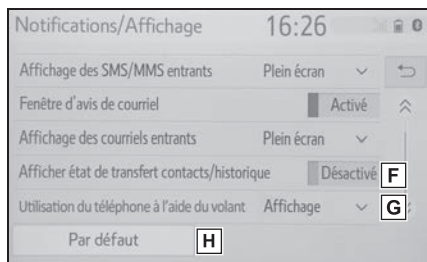 Notifications/Affichage 16:26
Affichage des SMS/MMS entrants Plein écran
Fenêtre d'avis de courriel Activé
Affichage des courriels entrants Plein écran
Afficher état de transfert contacts/historique Désactivé F
Utilisation du téléphone à l'aide du volant Affichage G
Par défaut H